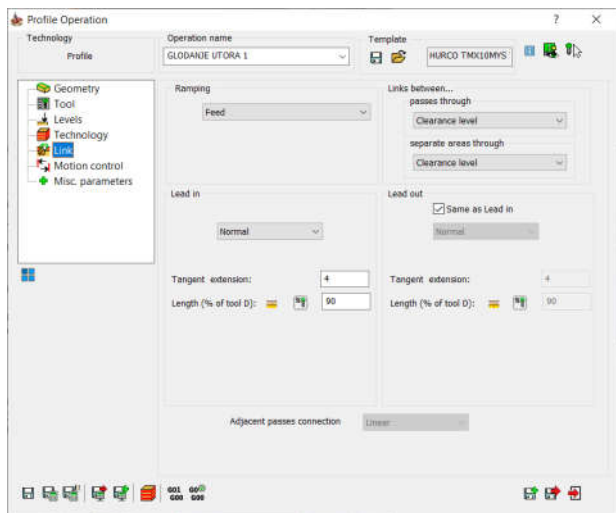 Profile Operation
? X
Technology
Profile
Operation name
GLODANJE UTORA 1
Template
HURCO TMX10MYS
Geometry
Tool
Levels
Technology
Link
Motion control
Misc. parameters
Ramping
Feed
Links between...
passes through
Clearance level
separate areas through
Clearance level
Lead in
Normal
Tangent extension: 4
Length (% of tool D): 90
Lead out
Same as Lead in
Normal
Tangent extension: 4
Length (% of tool D): 90
Adjacent passes connection Linear
G01
G00
G00